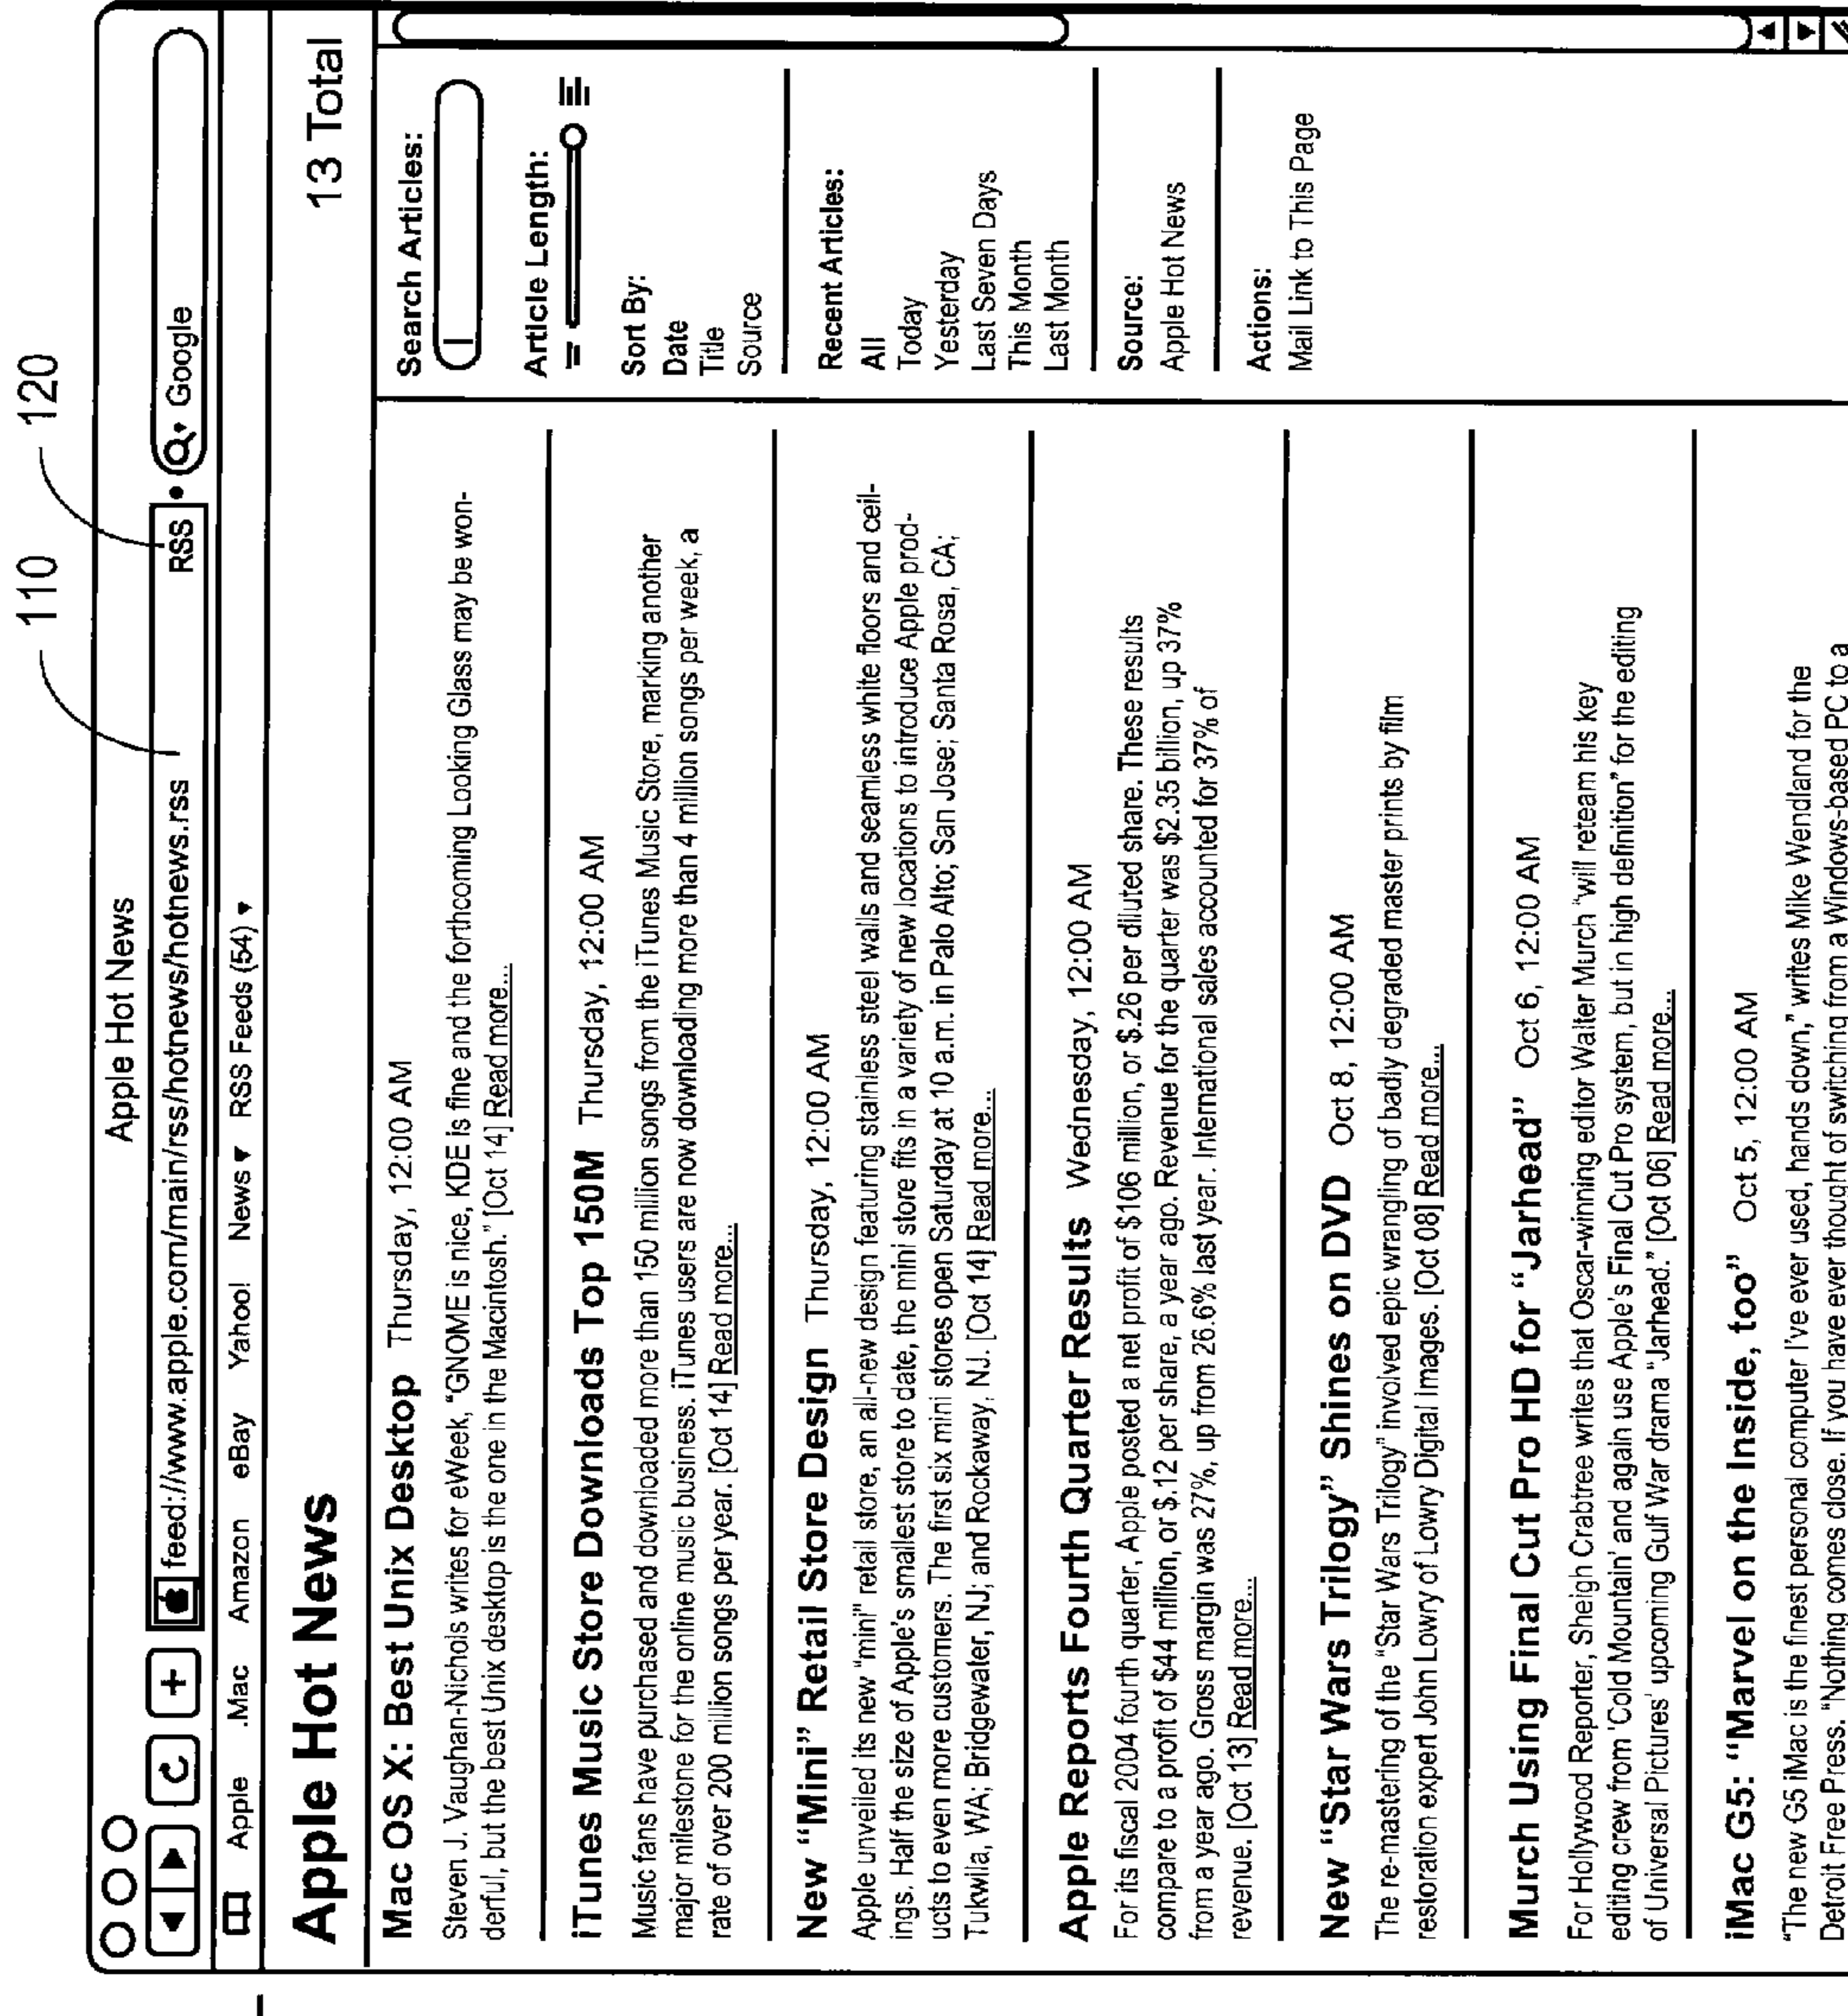 110
120
Apple Hot News
feed://www.apple.com/main/rss/hotnews/hotnews.rss
RSS
Google
Apple .Mac Amazon eBay Yahoo! News ▾ RSS Feeds (54) ▾
Apple Hot News
13 Total
Mac OS X: Best Unix Desktop Thursday, 12:00 AM
Steven J. Vaughan-Nichols writes for eWeek, "GNOME is nice, KDE is fine and the forthcoming Looking Glass may be won-
derful, but the best Unix desktop is the one in the Macintosh." [Oct 14] Read more...
iTunes Music Store Downloads Top 150M Thursday, 12:00 AM
Music fans have purchased and downloaded more than 150 million songs from the iTunes Music Store, marking another
major milestone for the online music business. iTunes users are now downloading more than 4 million songs per week, a
rate of over 200 million songs per year. [Oct 14] Read more...
New “Mini” Retail Store Design Thursday, 12:00 AM
Apple unveiled its new "mini" retail store, an all-new design featuring stainless steel walls and seamless white floors and ceil-
ings. Half the size of Apple's smallest store to date, the mini store fits in a variety of new locations to introduce Apple prod-
ucts to even more customers. The first six mini stores open Saturday at 10 a.m. in Palo Alto; San Jose; Santa Rosa, CA;
Tukwila, WA; Bridgewater, NJ; and Rockaway, NJ. [Oct 14] Read more...
Apple Reports Fourth Quarter Results Wednesday, 12:00 AM
For its fiscal 2004 fourth quarter, Apple posted a net profit of $106 million, or $.26 per diluted share. These results
compare to a profit of $44 million, or $.12 per share, a year ago. Revenue for the quarter was $2.35 billion, up 37%
from a year ago. Gross margin was 27%, up from 26.6% last year. International sales accounted for 37% of
revenue. [Oct 13] Read more...
New “Star Wars Trilogy” Shines on DVD Oct 8, 12:00 AM
The re-mastering of the “Star Wars Trilogy” involved epic wrangling of badly degraded master prints by film
restoration expert John Lowry of Lowry Digital Images. [Oct 08] Read more...
Murch Using Final Cut Pro HD for “Jarhead” Oct 6, 12:00 AM
For Hollywood Reporter, Sheigh Crabtree writes that Oscar-winning editor Walter Murch “will reteam his key
editing crew from 'Cold Mountain' and again use Apple's Final Cut Pro system, but in high definition” for the editing
of Universal Pictures' upcoming Gulf War drama “Jarhead.” [Oct 06] Read more...
iMac G5: “Marvel on the Inside, too” Oct 5, 12:00 AM
“The new G5 iMac is the finest personal computer I've ever used, hands down,” writes Mike Wendland for the
Detroit Free Press. “Nothing comes close. If you have ever thought of switching from a Windows-based PC to a
Search Articles:
Article Length:
Sort By:
Date
Title
Source
Recent Articles:
All
Today
Yesterday
Last Seven Days
This Month
Last Month
Source:
Apple Hot News
Actions:
Mail Link to This Page